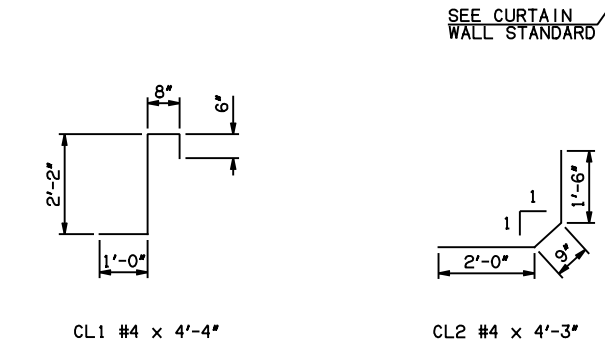 SEE CURTAIN
WALL STANDARD
8"
6"
2'-2"
1'-0"
1
1
1'-6"
2'-0"
9"
CL1 #4 x 4'-4"
CL2 #4 x 4'-3"